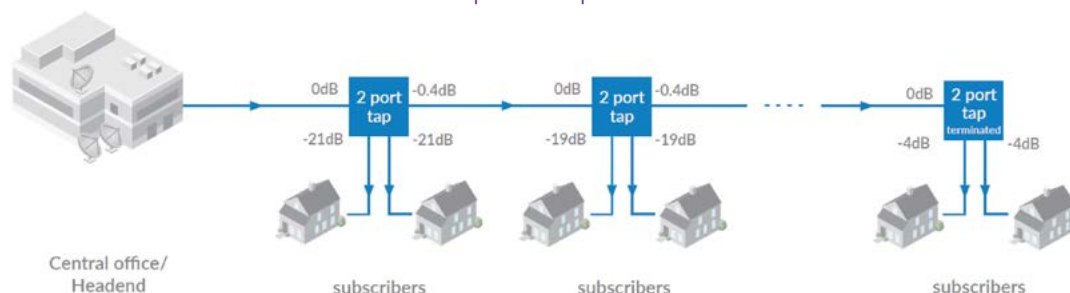 0dB
2 port
tap
-0.4dB
-21dB
-21dB
0dB
2 port
tap
-0.4dB
-19dB
-19dB
0dB
2 port
tap
terminated
-4dB
-4dB
Central office/
Headend
subscribers
subscribers
subscribers